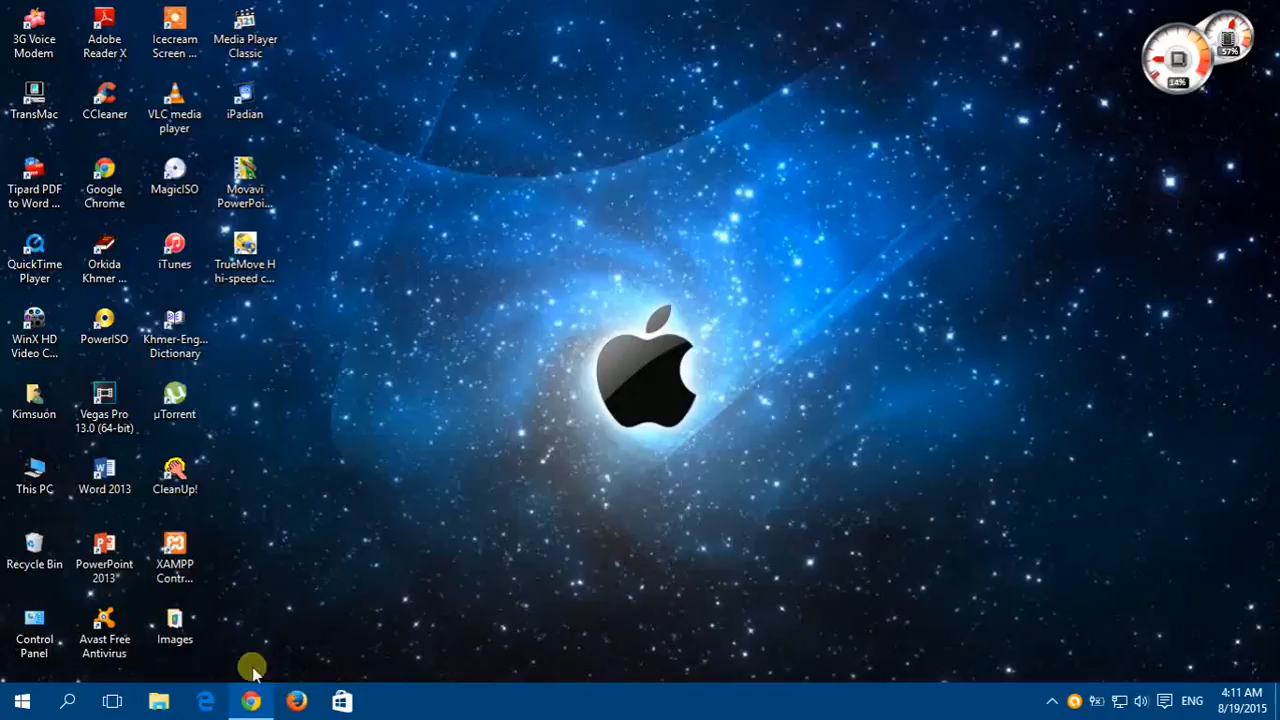 3G Voice
Modem
Adobe
Reader X
Icecream
Screen ...
Media Player
Classic
TransMac
CCleaner
VLC media
player
iPadian
Tipard PDF
to Word ...
Google
Chrome
MagicISO
Movavi
PowerPoi...
QuickTime
Player
Orkida
Khmer ...
iTunes
TrueMove H
hi-speed c...
WinX HD
Video C...
PowerISO
Khmer-Eng...
Dictionary
Kimsuon
Vegas Pro
13.0 (64-bit)
µTorrent
This PC
Word 2013
CleanUp!
Recycle Bin
PowerPoint
2013
XAMPP
Contr...
Control
Panel
Avast Free
Antivirus
Images
57%
14%
ENG
4:11 AM
8/19/2015